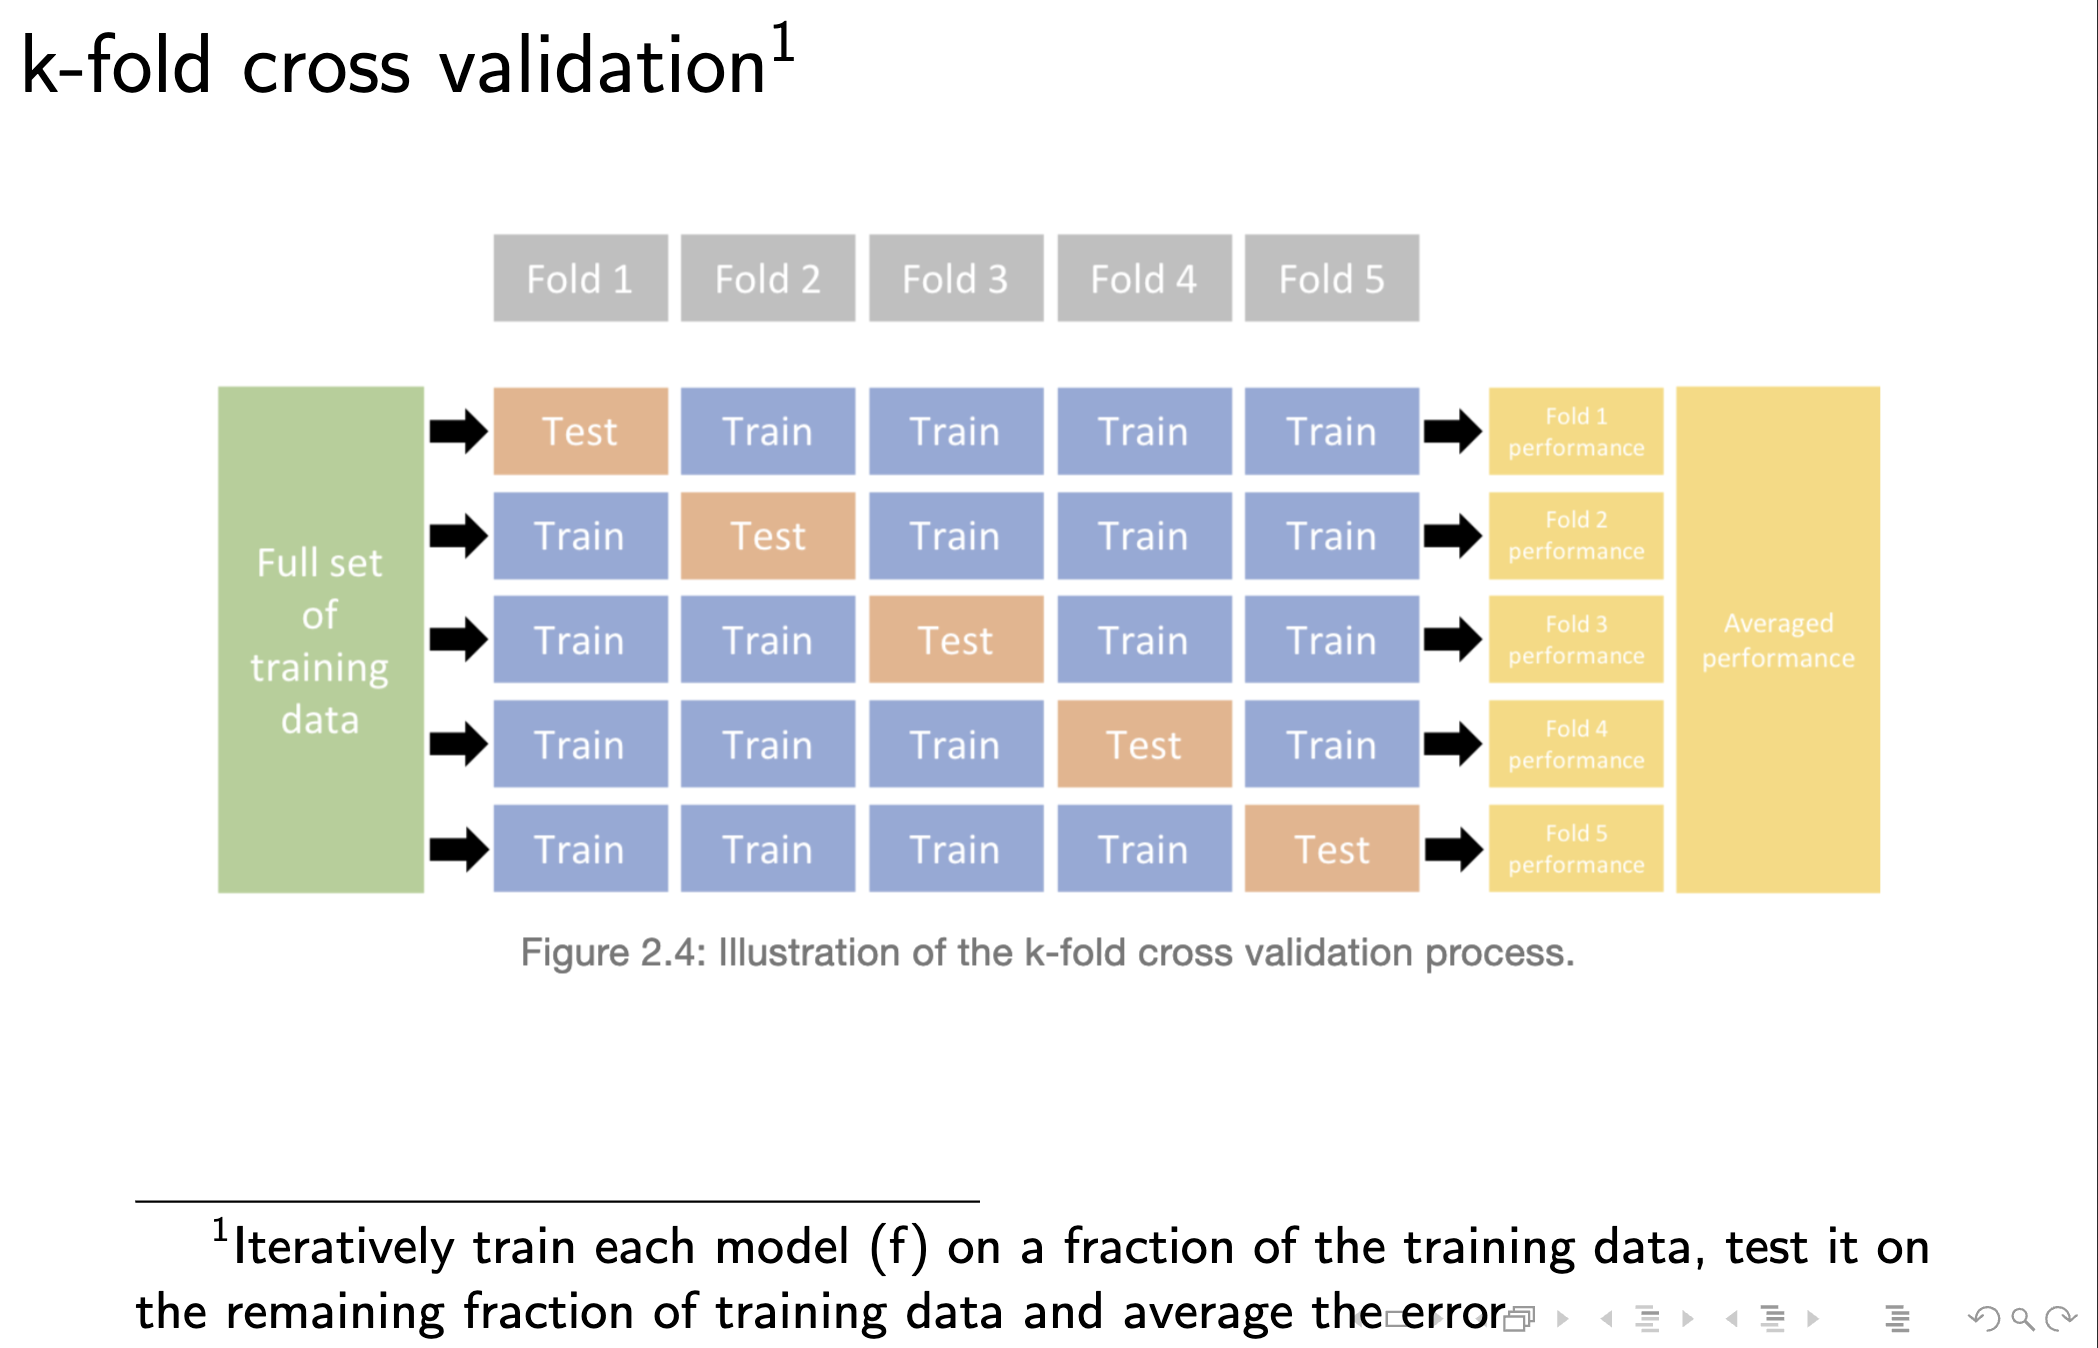 k-fold cross validation¹
Fold 1 Fold 2 Fold 3 Fold 4 Fold 5
Full set
of
training
data
Test Train Train Train Train
Fold 1
performance
Train Test Train Train Train
Fold 2
performance
Train Train Test Train Train
Fold 3
performance
Train Train Train Test Train
Fold 4
performance
Train Train Train Train Test
Fold 5
performance
Averaged
performance
Figure 2.4: Illustration of the k-fold cross validation process.
¹Iteratively train each model (f) on a fraction of the training data, test it on
the remaining fraction of training data and average the error